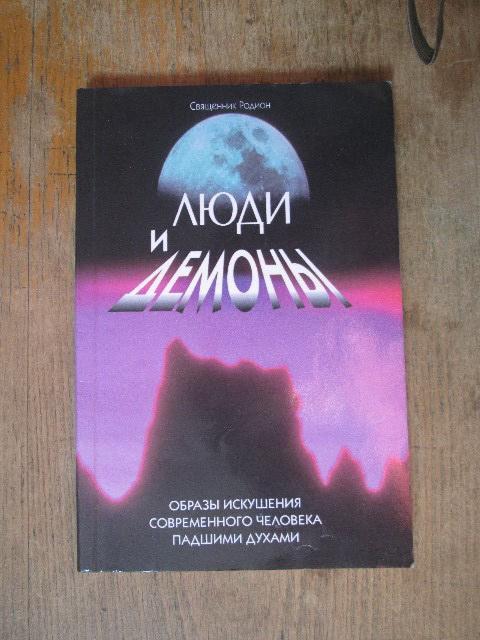 Священник Родион
ЛЮДИ
И
ДЕМОНЫ
ОБРАЗЫ ИСКУШЕНИЯ
СОВРЕМЕННОГО ЧЕЛОВЕКА
ПАДШИМИ ДУХАМИ